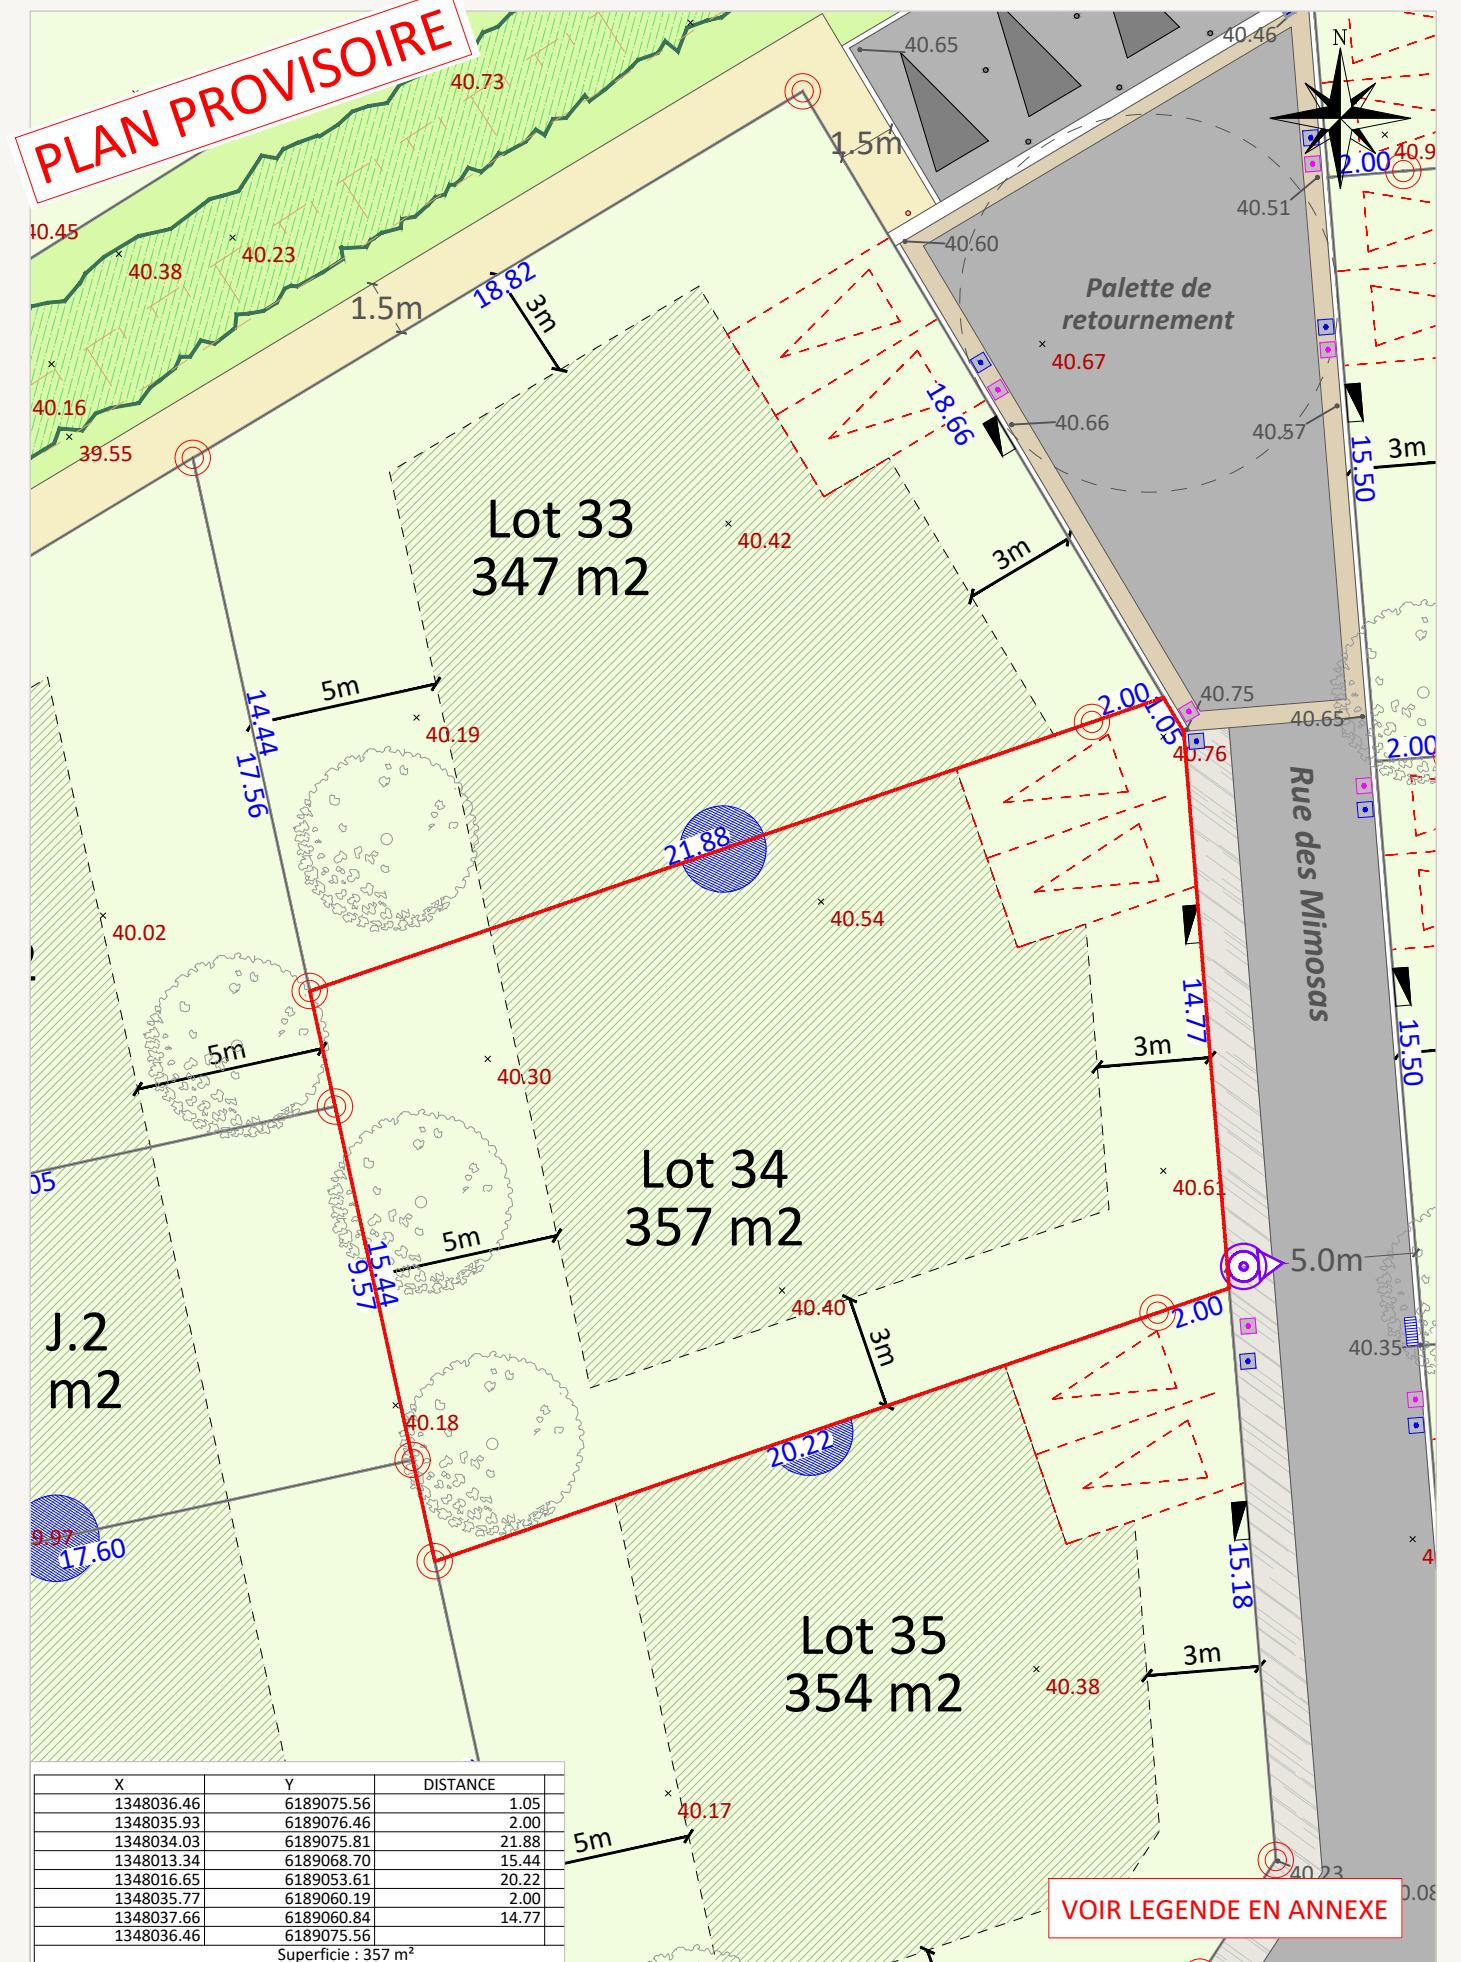 PLAN PROVISOIRE
40.73
40.65
40.46
N
1.5m
2.00
40.9
40.51
40.45
40.38
40.23
40.60
18.82
3m
1.5m
Palette de
retournement
40.67
40.16
39.55
18.66
40.66
40.57
15.50
3m
Lot 33
347 m2
40.42
3m
5m
14.44
17.56
40.19
2.00
1.05
40.75
40.76
40.65
2.00
Rue des Mimosas
21.88
40.54
40.02
14.77
5m
40.30
3m
15.50
05
Lot 34
357 m2
40.61
5m
15.44
9.57
5.0m
40.40
2.00
3m
40.35
J.2
m2
40.18
20.22
9.97
17.60
15.18
Lot 35
354 m2
3m
40.38
40.17
5m
40.23
0.08
X Y DISTANCE
1348036.46 6189075.56 1.05
1348035.93 6189076.46 2.00
1348034.03 6189075.81 21.88
1348013.34 6189068.70 15.44
1348016.65 6189053.61 20.22
1348035.77 6189060.19 2.00
1348037.66 6189060.84 14.77
1348036.46 6189075.56
Superficie : 357 m²
VOIR LEGENDE EN ANNEXE